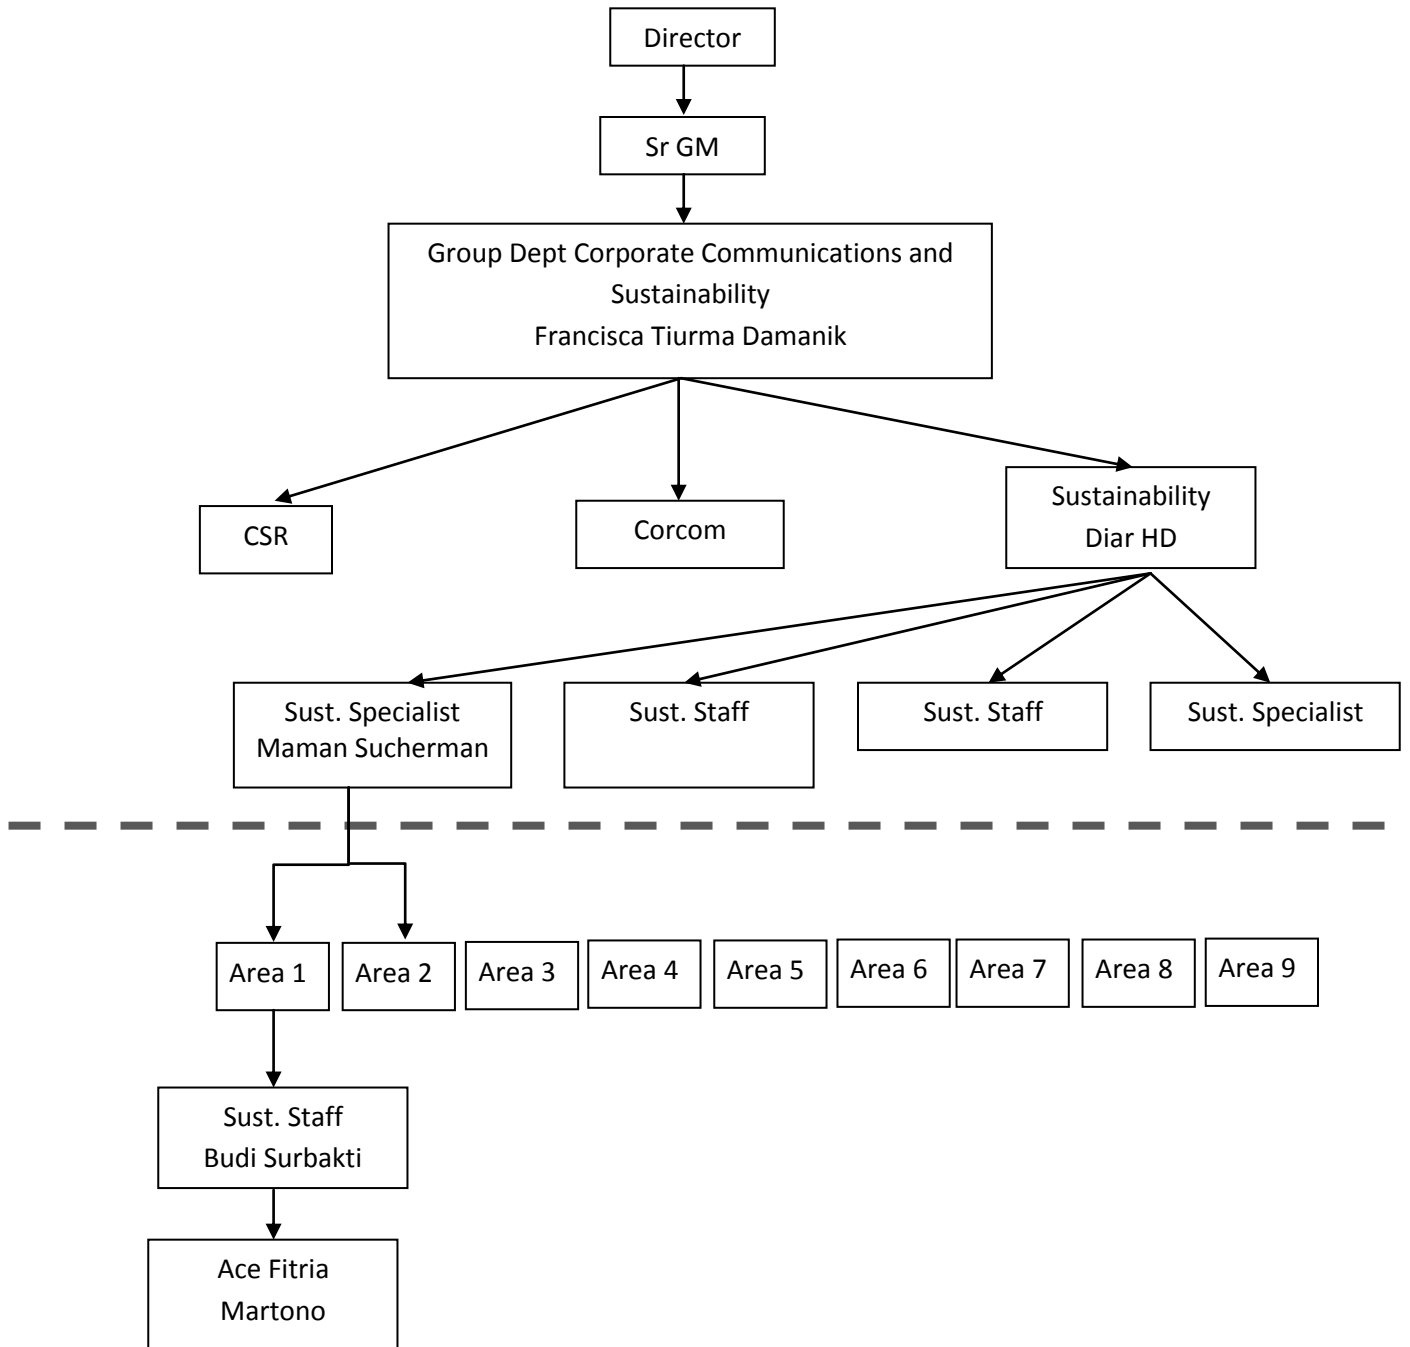 Director
Sr GM
Group Dept Corporate Communications and
Sustainability
Francisca Tiurma Damanik
CSR
Corcom
Sustainability
Diar HD
Sust. Specialist
Maman Sucherman
Sust. Staff
Sust. Staff
Sust. Specialist
Area 1
Area 2
Area 3
Area 4
Area 5
Area 6
Area 7
Area 8
Area 9
Sust. Staff
Budi Surbakti
Ace Fitria
Martono